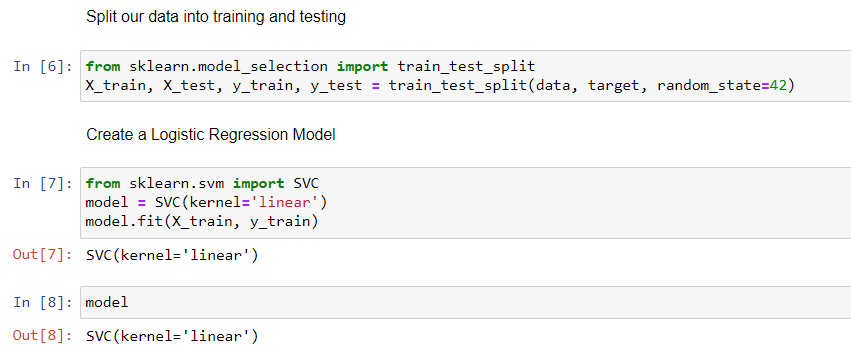 Split our data into training and testing
In [6]: from sklearn.model_selection import train_test_split
X_train, X_test, y_train, y_test = train_test_split(data, target, random_state=42)
Create a Logistic Regression Model
In [7]: from sklearn.svm import SVC
model = SVC(kernel='linear')
model.fit(X_train, y_train)
Out[7]: SVC(kernel='linear')
In [8]: model
Out[8]: SVC(kernel='linear')